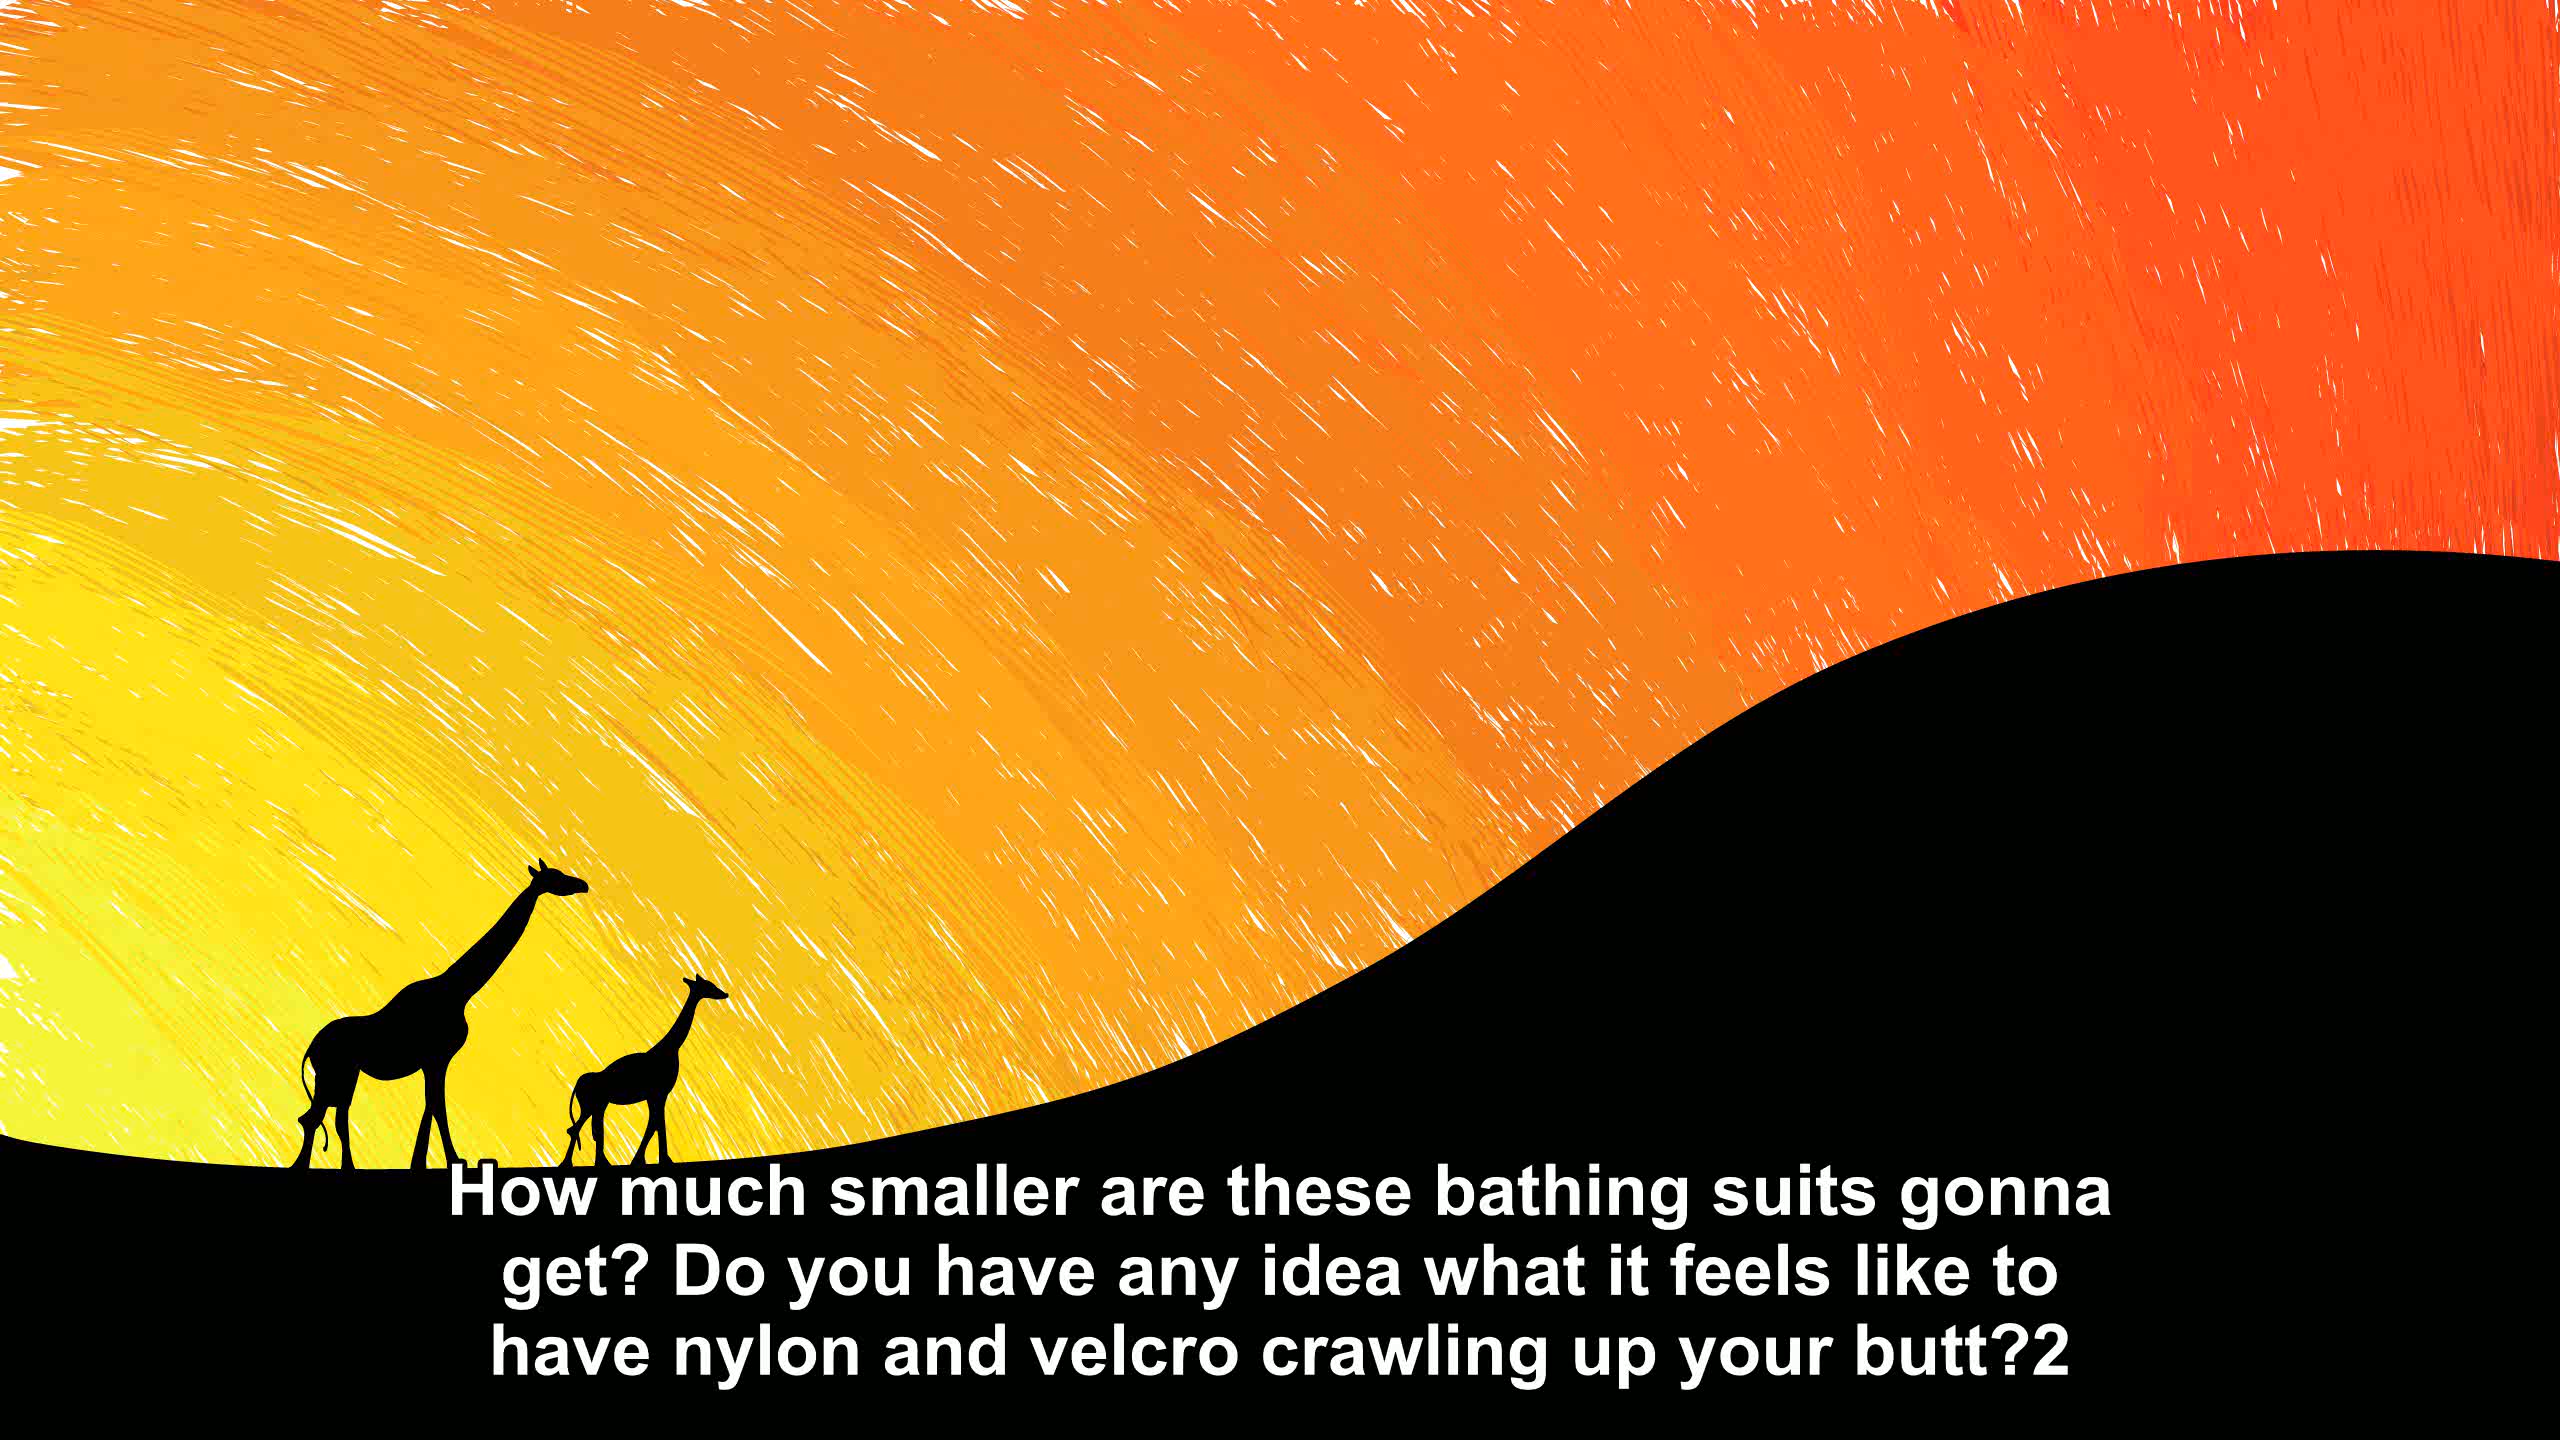 How much smaller are these bathing suits gonna
get? Do you have any idea what it feels like to
have nylon and velcro crawling up your butt?2